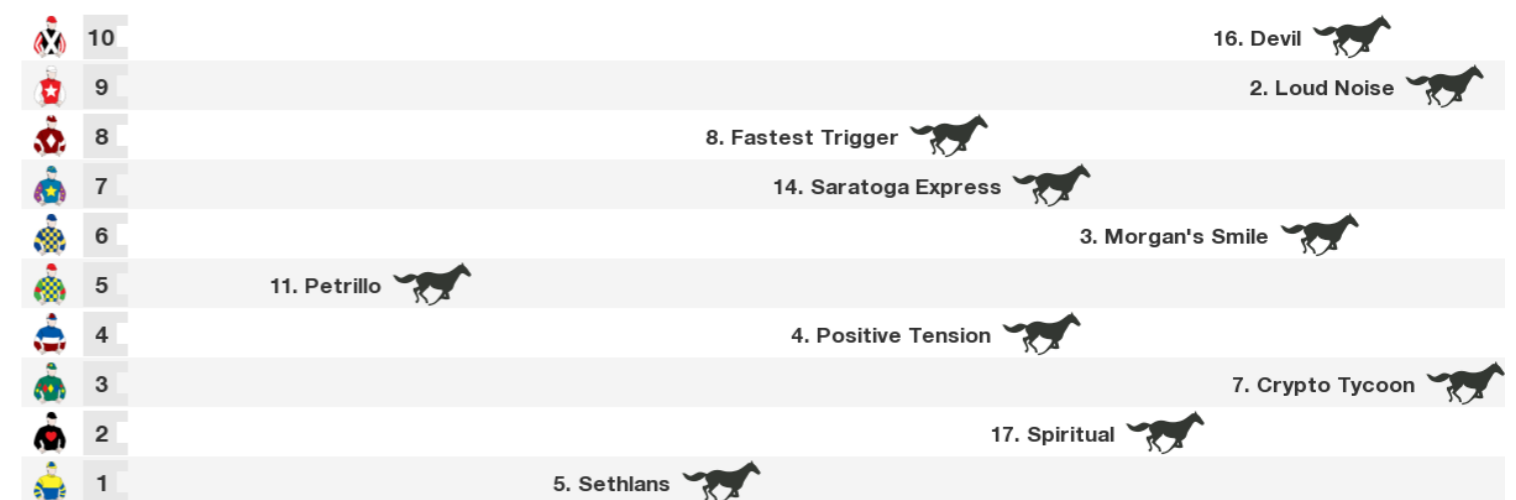 10 16. Devil
9 2. Loud Noise
8 8. Fastest Trigger
7 14. Saratoga Express
6 3. Morgan's Smile
5 11. Petrillo
4 4. Positive Tension
3 7. Crypto Tycoon
2 17. Spiritual
1 5. Sethlans